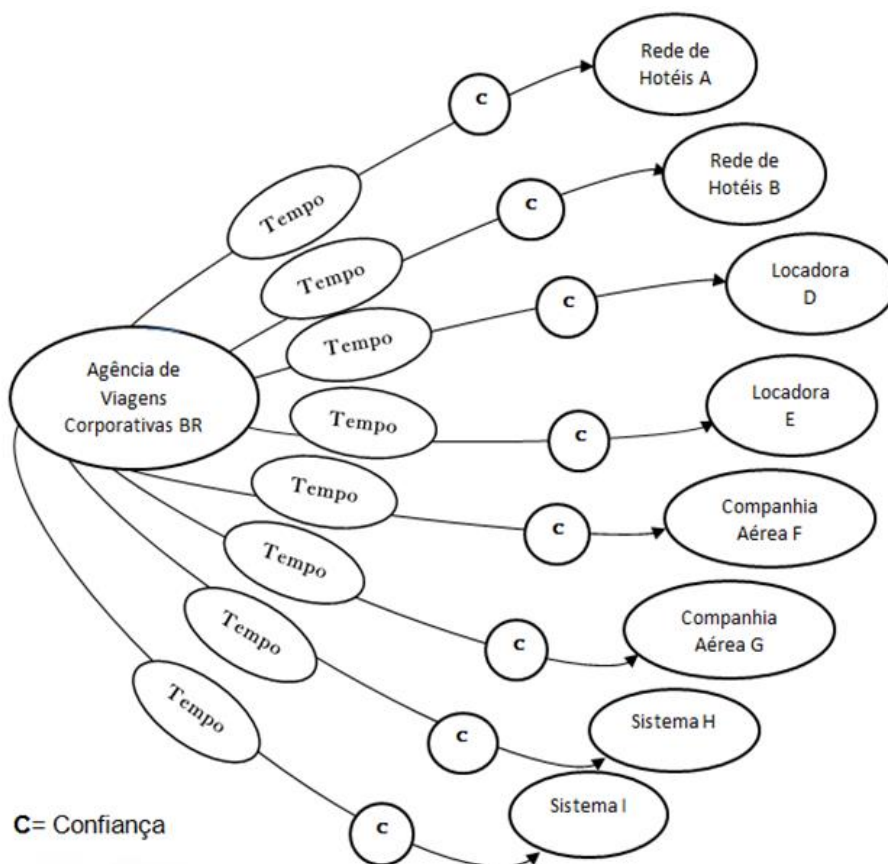 Rede de
Hotéis A
C
Tempo
Rede de
Hotéis B
C
Tempo
Locadora
D
C
Tempo
Agência de
Viagens
Corporativas BR
Locadora
E
C
Tempo
Companhia
Aérea F
C
Tempo
Companhia
Aérea G
C
Tempo
Sistema H
C
Tempo
Sistema I
C
Tempo
C= Confiança